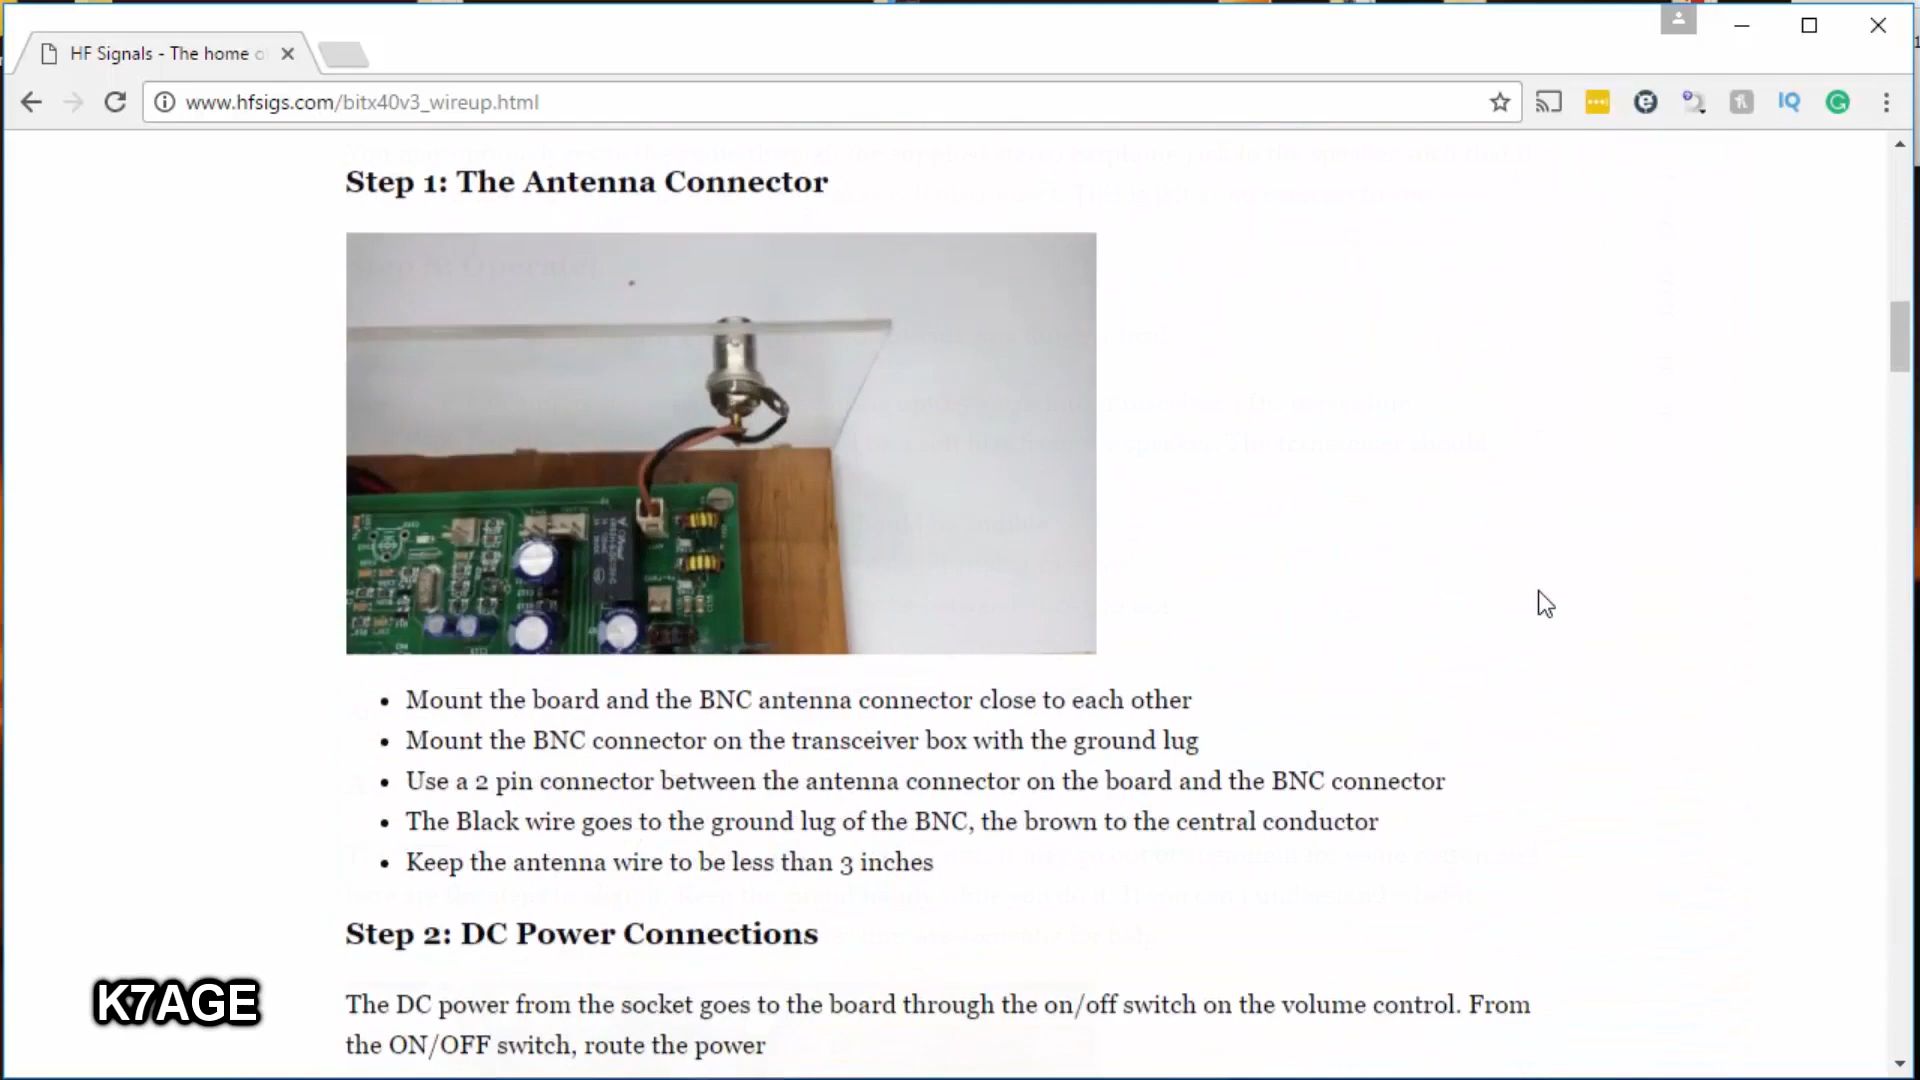 HF Signals - The home o
www.hfsigs.com/bitx40v3_wireup.html
IQ
Step 1: The Antenna Connector
Step 8: Operate!
Mount the board and the BNC antenna connector close to each other
Mount the BNC connector on the transceiver box with the ground lug
Use a 2 pin connector between the antenna connector on the board and the BNC connector
The Black wire goes to the ground lug of the BNC, the brown to the central conductor
Keep the antenna wire to be less than 3 inches
Step 2: DC Power Connections
The DC power from the socket goes to the board through the on/off switch on the volume control. From
the ON/OFF switch, route the power
K7AGE